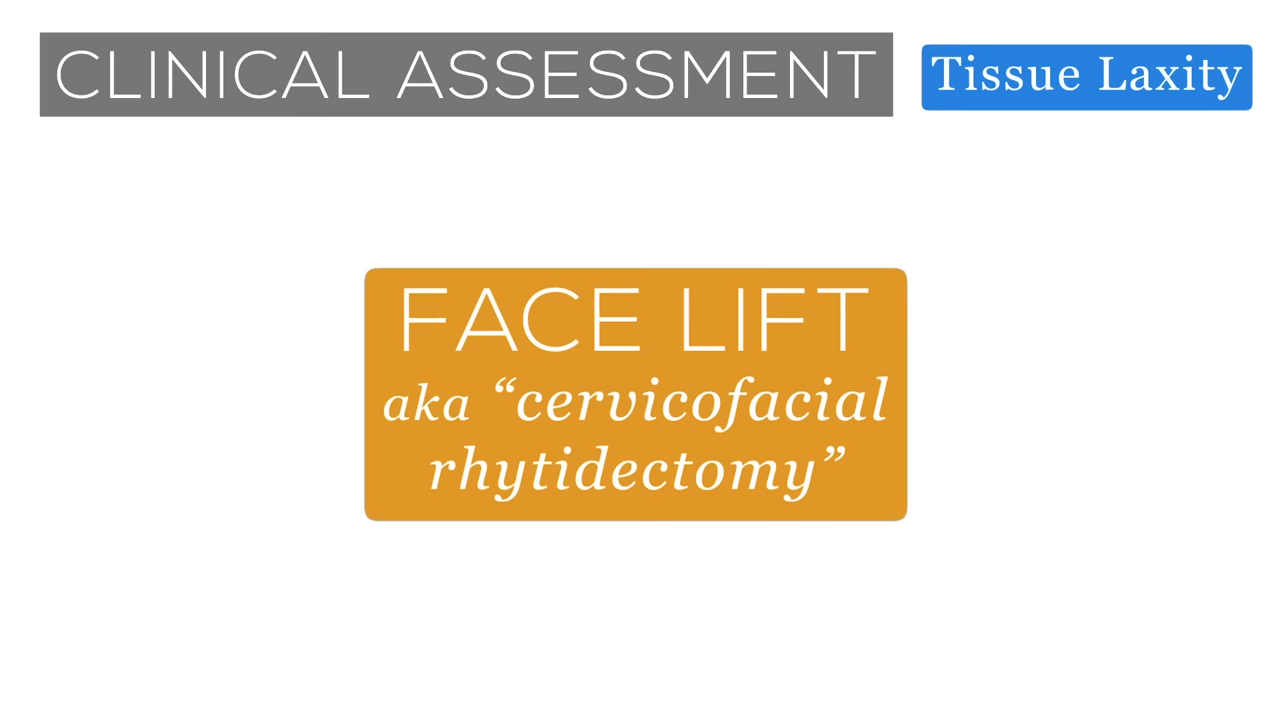 CLINICAL ASSESSMENT
Tissue Laxity
FACE LIFT
aka “cervicofacial
rhytidectomy”